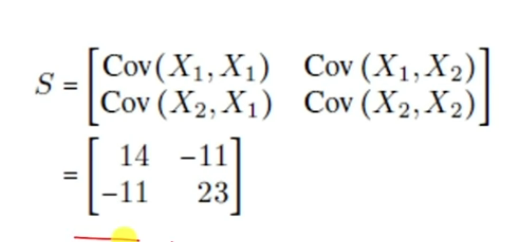 S = [Cov(X₁, X₁) Cov (X₁, X₂)
Cov (X₂, X₁) Cov (X₂, X₂)]
= [14 −11
−11 23]